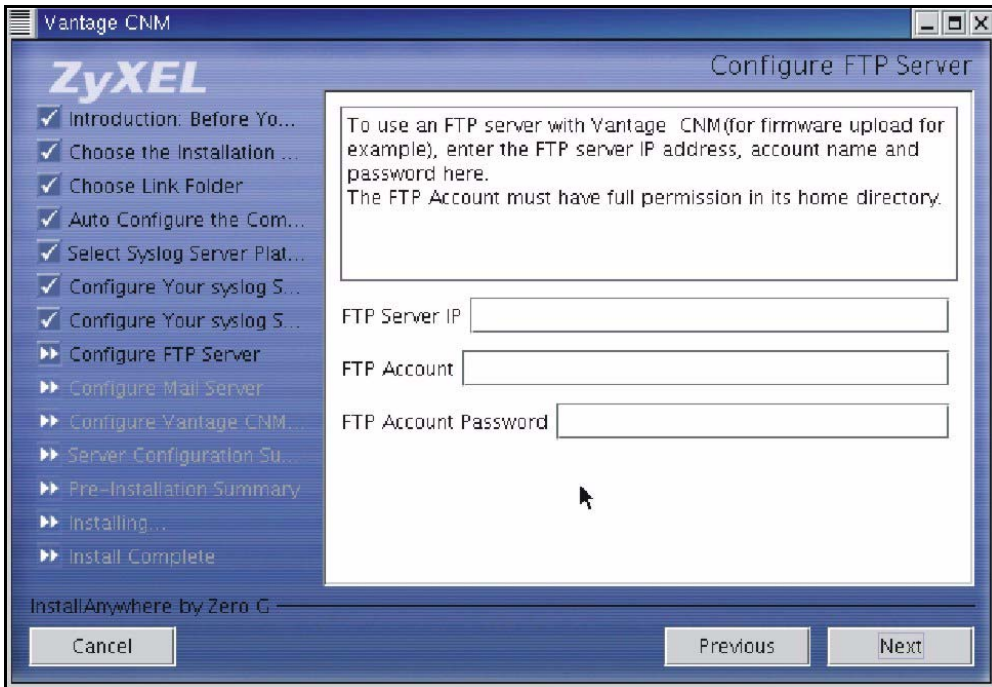 Vantage CNM
ZyXEL
Configure FTP Server
Introduction: Before Yo...
Choose the Installation ...
Choose Link Folder
Auto Configure the Com...
Select Syslog Server Plat...
Configure Your syslog S...
Configure Your syslog S...
Configure FTP Server
Configure Mail Server
Configure Vantage CNM...
Server Configuration Su...
Pre-Installation Summary
Installing...
Install Complete
To use an FTP server with Vantage  CNM(for firmware upload for
example), enter the FTP server IP address, account name and
password here.
The FTP Account must have full permission in its home directory.
FTP Server IP
FTP Account
FTP Account Password
InstallAnywhere by Zero G
Cancel
Previous
Next